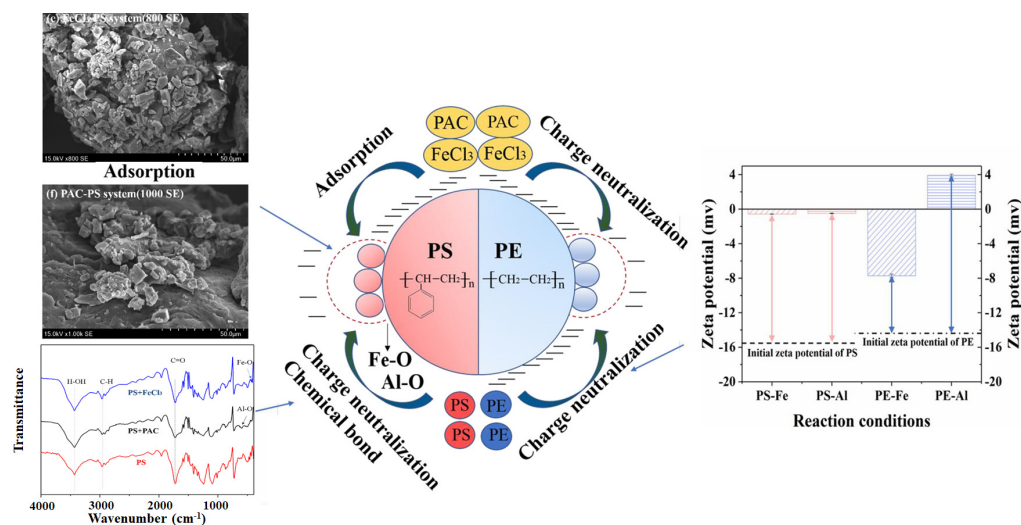 (c) FeCl₃-PS system(800 SE)
15.0kV x800 SE
50.0µm
Adsorption
(f) PAC-PS system(1000 SE)
15.0kV x1.00k SE
50.0µm
Transmittance
H-OH
C-H
C=O
Fe-O
PS+FeCl₃
Al-O
PS+PAC
PS
4000
3000
2000
1000
Wavenumber (cm⁻¹)
PAC
PAC
FeCl₃
FeCl₃
Adsorption
Charge neutralization
PS
PE
[CH-CH₂]n
[CH₂-CH₂]n
Fe-O
Al-O
Charge neutralization
Chemical bond
PS
PE
PS
PE
Charge neutralization
Zeta potential (mv)
4
0
-4
-8
-12
-16
-20
Initial zeta potential of PS
Initial zeta potential of PE
4
0
4
-8
-12
-16
-20
Zeta potential (mv)
PS-Fe
PS-Al
PE-Fe
PE-Al
Reaction conditions